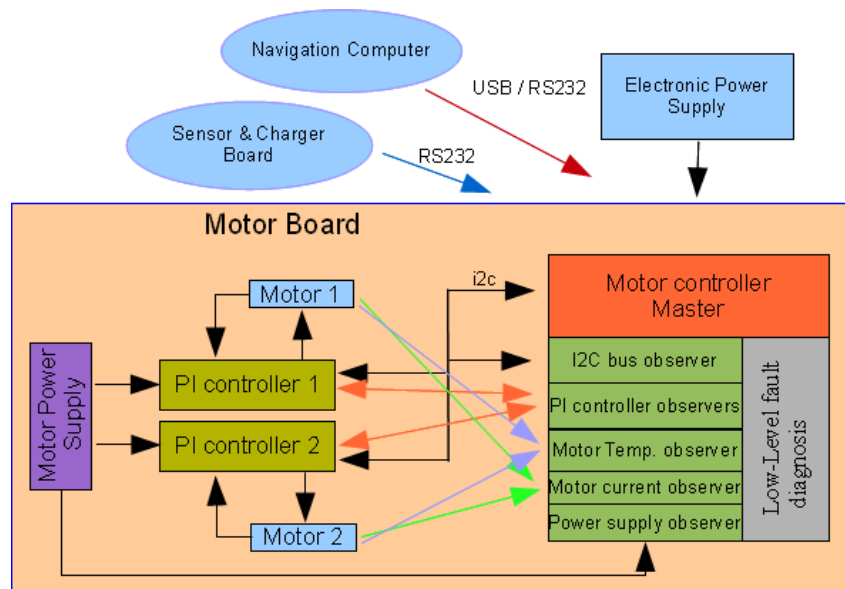 Navigation Computer
USB / RS232
Electronic Power
Supply
Sensor & Charger
Board
RS232
Motor Board
i2c
Motor 1
Motor controller
Master
Motor Power
Supply
PI controller 1
PI controller 2
Motor 2
I2C bus observer
PI controller observers
Motor Temp. observer
Motor current observer
Power supply observer
Low-Level fault
diagnosis